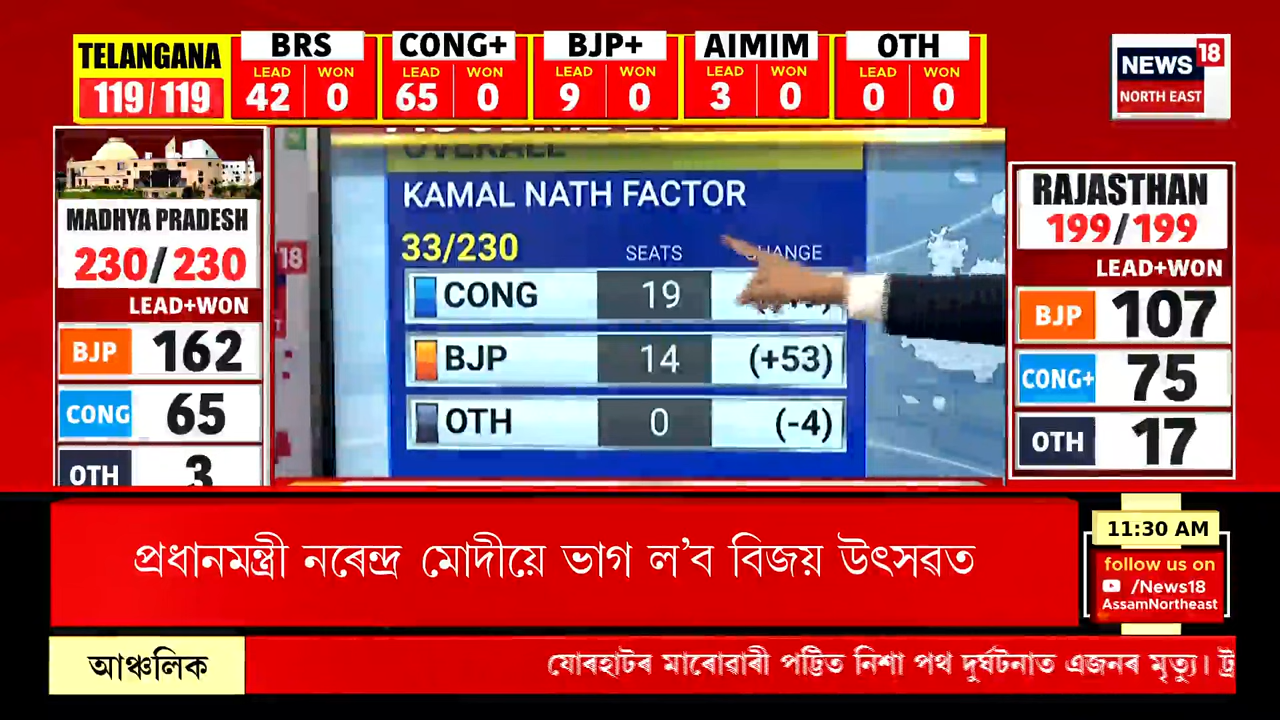 TELANGANA
119/119
BRS
LEAD WON
42 0
CONG+
LEAD WON
65 0
BJP+
LEAD WON
9 0
AIMIM
LEAD WON
3 0
OTH
LEAD WON
0 0
NEWS 18
NORTH EAST
MADHYA PRADESH
230/230
LEAD+WON
BJP 162
CONG 65
OTH 3
OVERALL
KAMAL NATH FACTOR
33/230 SEATS
CONG 19
BJP 14 (+53)
OTH 0 (-4)
18
RAJASTHAN
199/199
LEAD+WON
BJP 107
CONG+ 75
OTH 17
প্ৰধানমন্ত্ৰী নৰেন্দ্ৰ মোদীয়ে ভাগ ল'ব বিজয় উৎসৱত
11:30 AM
follow us on
/News18
AssamNortheast
আঞ্চলিক
যোৰহাটৰ মাৰোৱাৰী পট্টিত নিশা পথ দুৰ্ঘটনাত এজনৰ মৃত্যু।